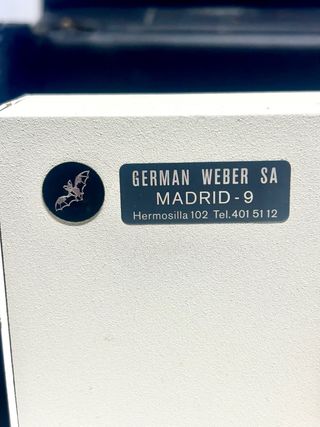 GERMAN WEBER SA
MADRID - 9
Hermosilla 102 Tel. 401 51 12